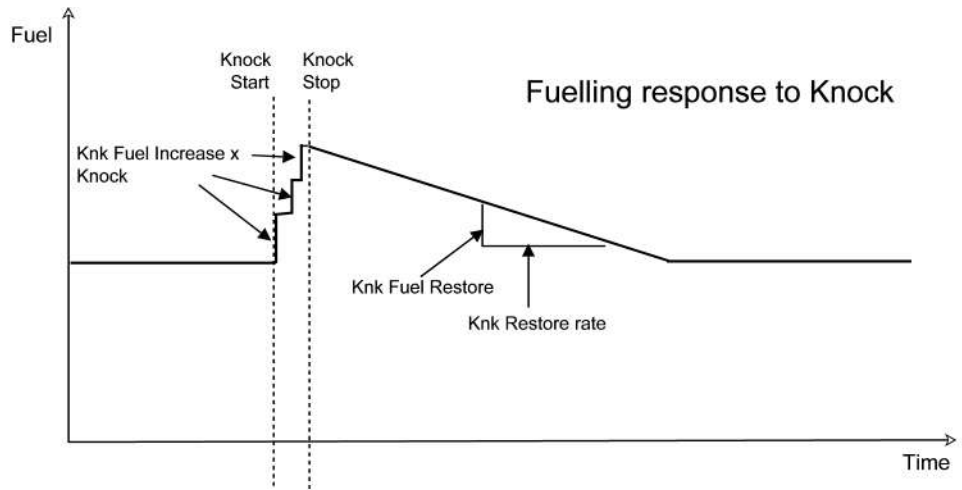 Fuel
Knock
Start
Knock
Stop
Fuelling response to Knock
Knk Fuel Increase x
Knock
Knk Fuel Restore
Knk Restore rate
Time